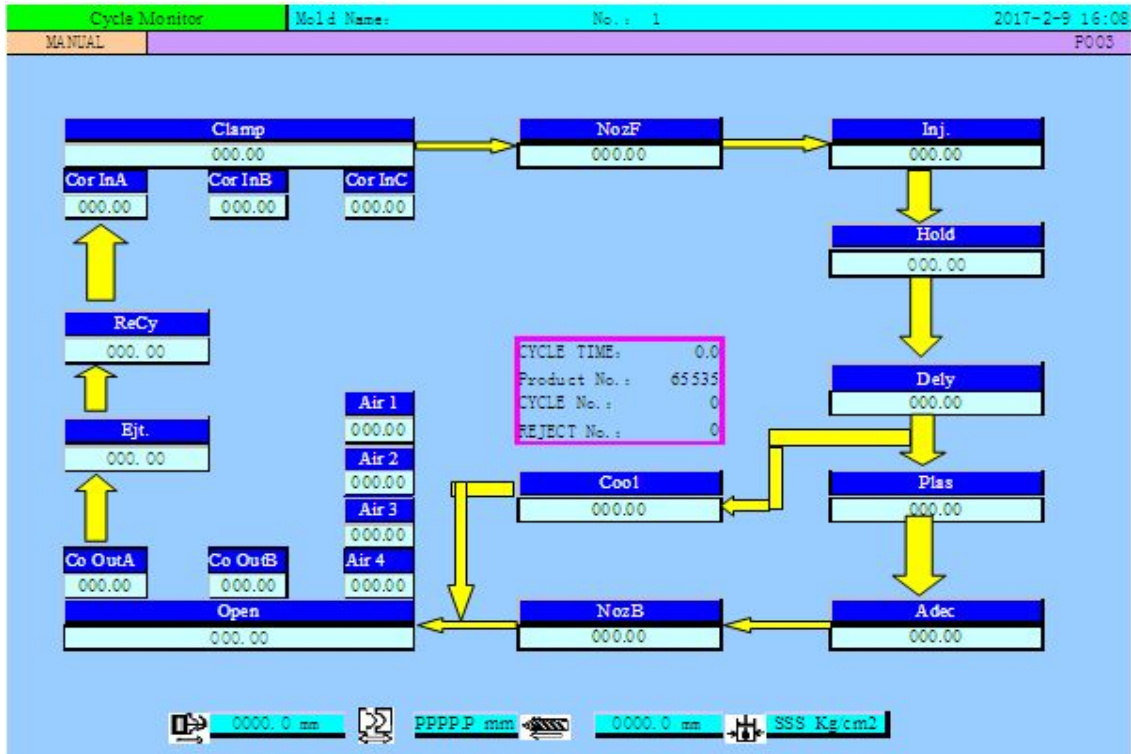 Cycle Monitor Mold Name: No.: 1 2017-2-9 16:08
MANUAL P003
Clamp NozF Inj.
000.00 000.00 000.00
Cor InA Cor InB Cor InC
000.00 000.00 000.00
Hold
000.00
ReCy
000.00
CYCLE TIME: 0.0
Product No.: 65535
CYCLE No.: 0
REJECT No.: 0
Dely
000.00
Air 1
000.00
Ejt.
000.00
Air 2
000.00
Cool Plas
000.00 000.00
Air 3
000.00
Co OutA Co OutB Air 4
000.00 000.00 000.00
Open NozB Adec
000.00 000.00 000.00
0000.0 mm PPPP.P mm 0000.0 mm SSS Kg/cm2